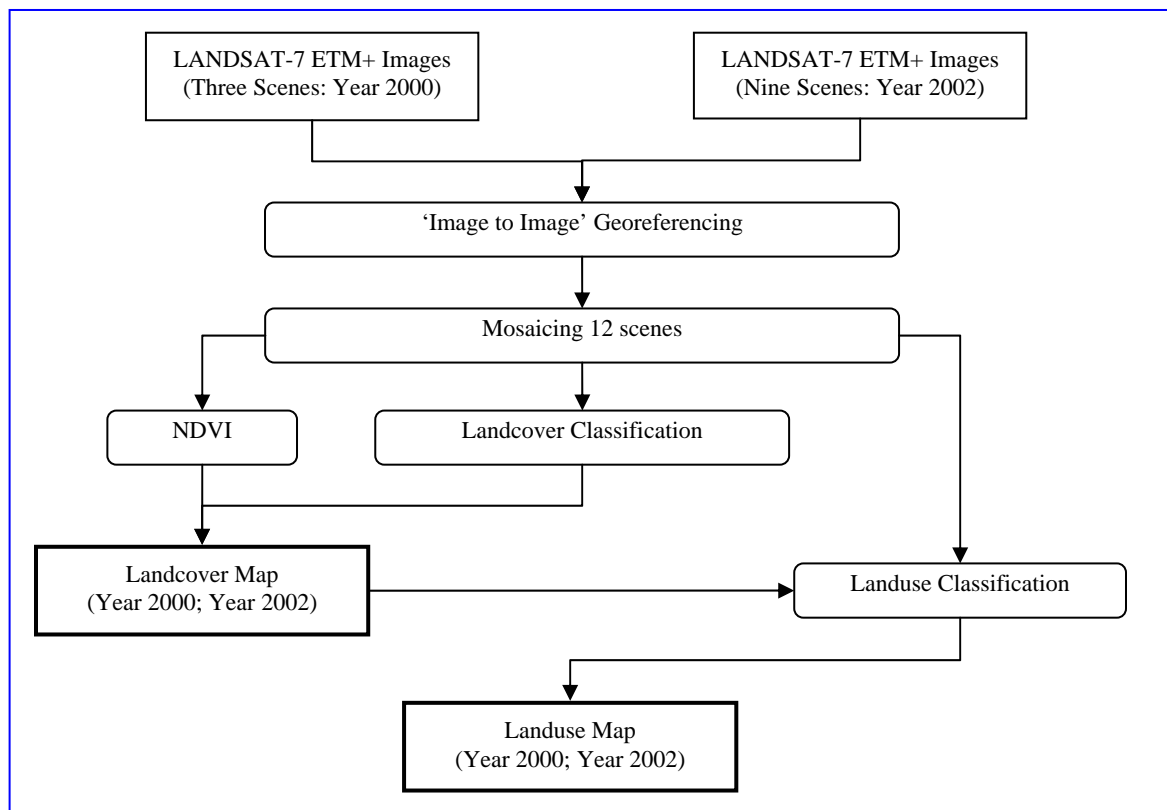 LANDSAT-7 ETM+ Images
(Three Scenes: Year 2000)
LANDSAT-7 ETM+ Images
(Nine Scenes: Year 2002)
‘Image to Image’ Georeferencing
Mosaicing 12 scenes
NDVI
Landcover Classification
Landcover Map
(Year 2000; Year 2002)
Landuse Classification
Landuse Map
(Year 2000; Year 2002)